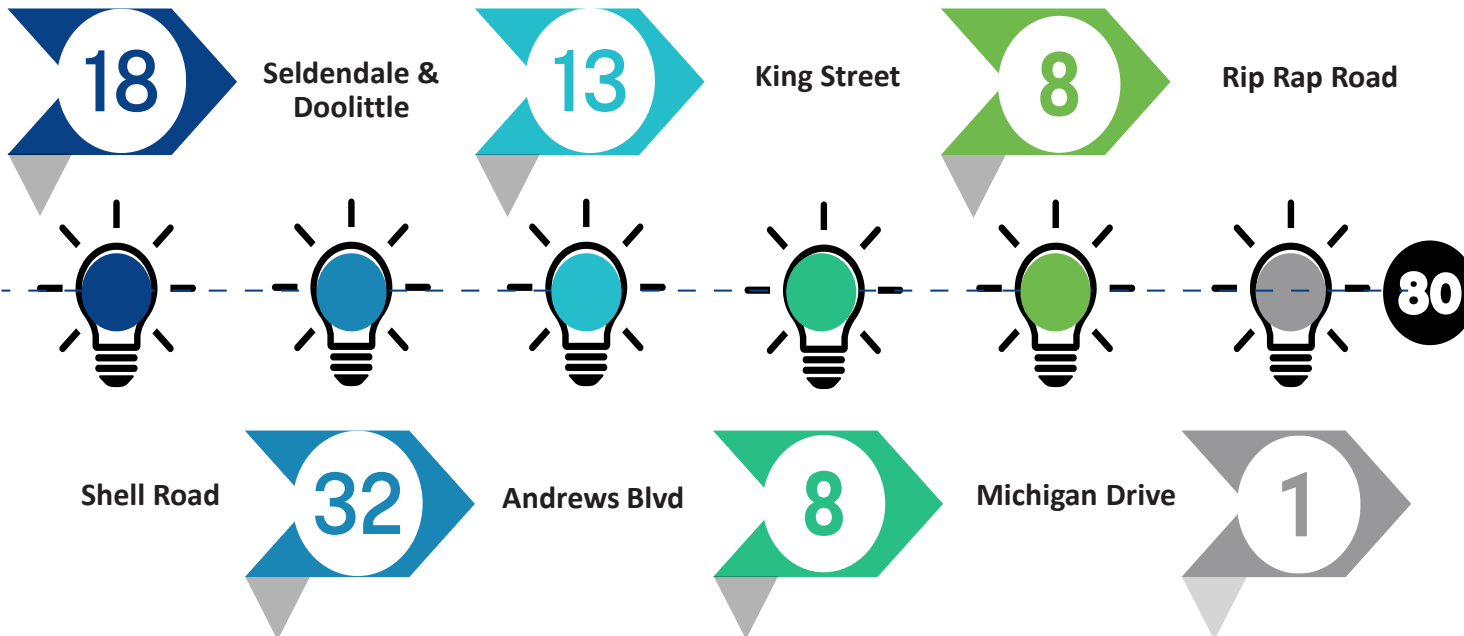 18
Seldendale &
Doolittle
13
King Street
8
Rip Rap Road
80
Shell Road
32
Andrews Blvd
8
Michigan Drive
1